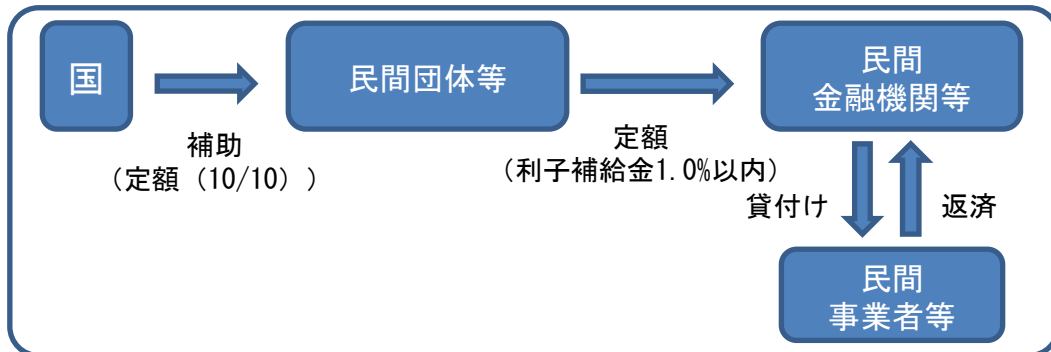 国
民間団体等
民間
金融機関等
補助
（定額（10/10））
定額
（利子補給金1.0%以内）
貸付け
返済
民間
事業者等